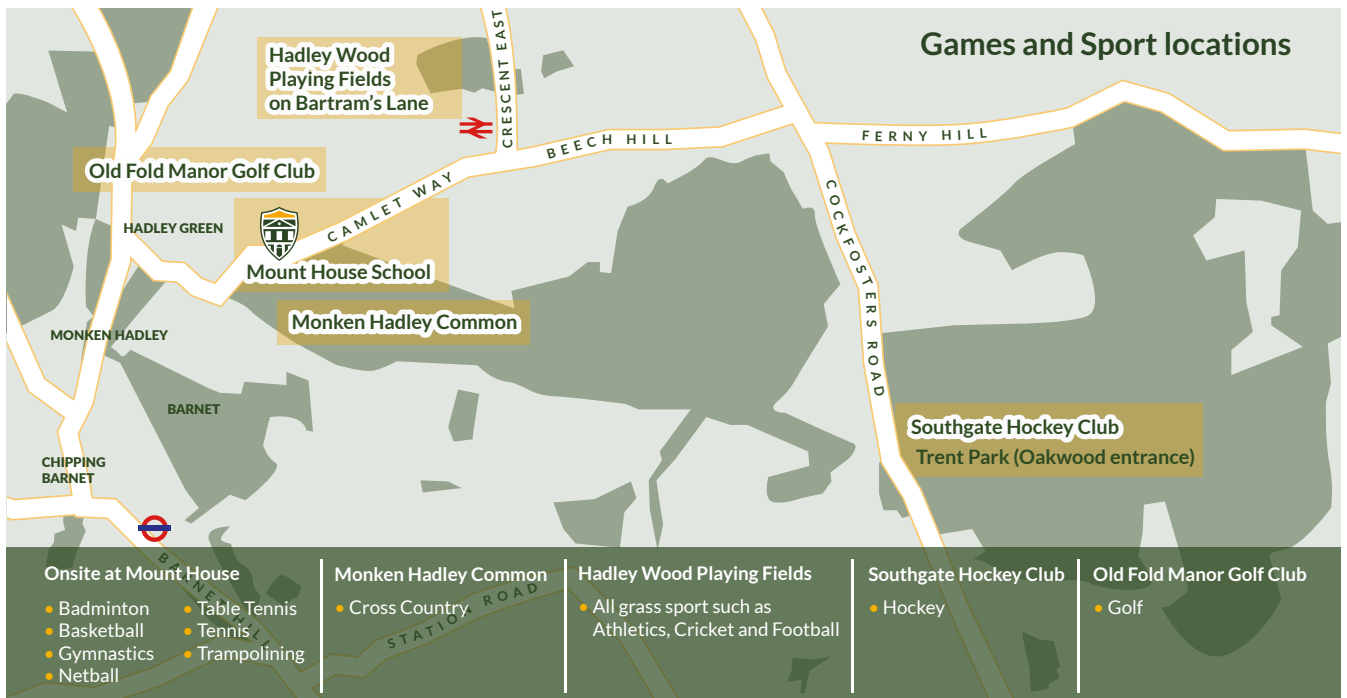 Games and Sport locations
Hadley Wood
Playing Fields
on Bartram's Lane
CRESCENT EAST
BEECH HILL
FERNY HILL
Old Fold Manor Golf Club
CAMLET WAY
HADLEY GREEN
COCKFOSTERS ROAD
Mount House School
Monken Hadley Common
MONKEN HADLEY
BARNET
Southgate Hockey Club
Trent Park (Oakwood entrance)
CHIPPING
BARNET
BARNET HILL
STATION ROAD
Onsite at Mount House
• Badminton
• Basketball
• Gymnastics
• Netball
• Table Tennis
• Tennis
• Trampolining
Monken Hadley Common
• Cross Country
Hadley Wood Playing Fields
• All grass sport such as
Athletics, Cricket and Football
Southgate Hockey Club
• Hockey
Old Fold Manor Golf Club
• Golf